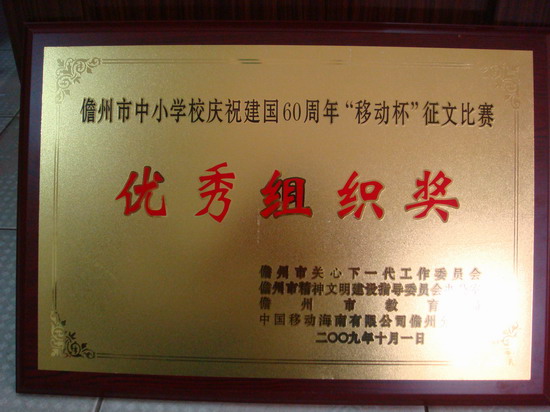 儋州市中小学校庆祝建国60周年“移动杯”征文比赛
优秀组织奖
儋州市关心下一代工作委员会
儋州市精神文明建设指导委员会
儋州市教育
中国移动海南有限公司儋州
二〇〇九年十月一日